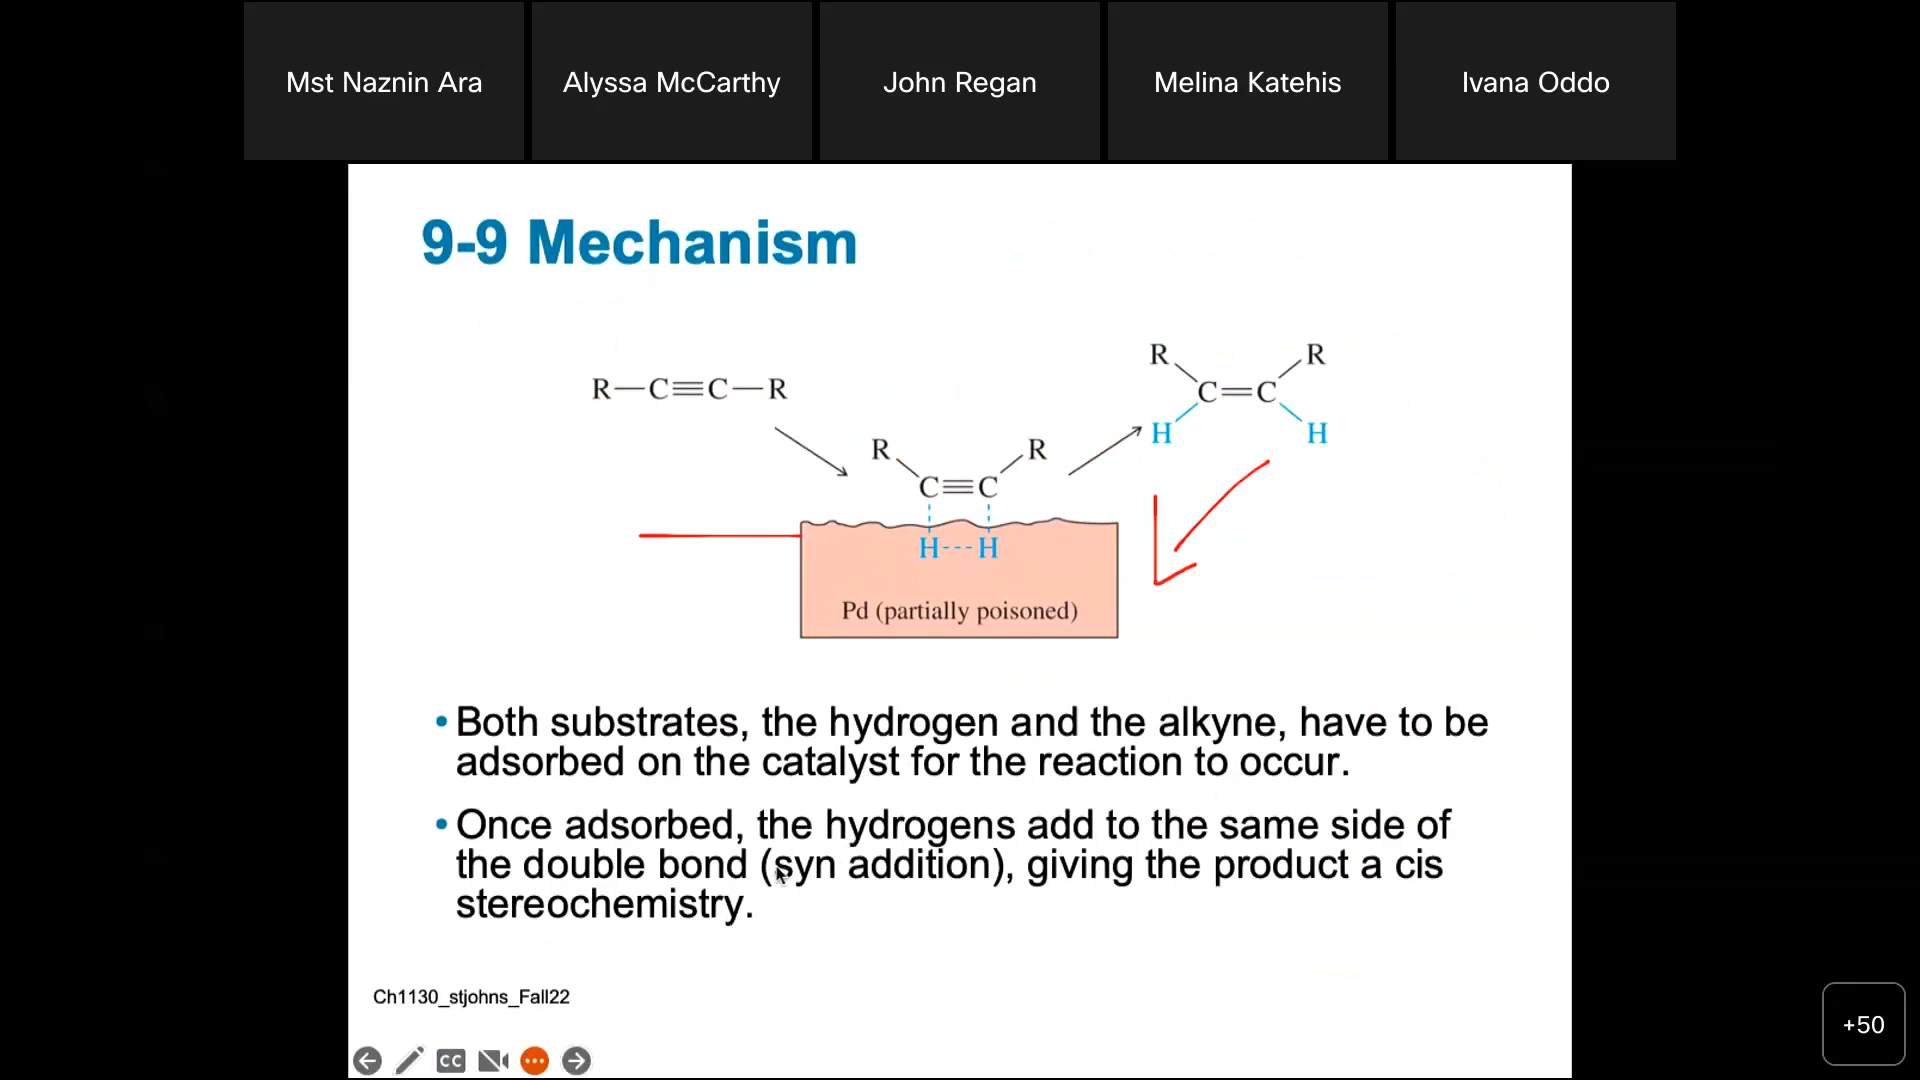 Mst Naznin Ara
Alyssa McCarthy
John Regan
Melina Katehis
Ivana Oddo
9-9 Mechanism
R—C≡C—R
R R
C≡C
H---H
Pd (partially poisoned)
R R
C=C
H H
• Both substrates, the hydrogen and the alkyne, have to be
adsorbed on the catalyst for the reaction to occur.
• Once adsorbed, the hydrogens add to the same side of
the double bond (syn addition), giving the product a cis
stereochemistry.
Ch1130_stjohns_Fall22
CC
+50